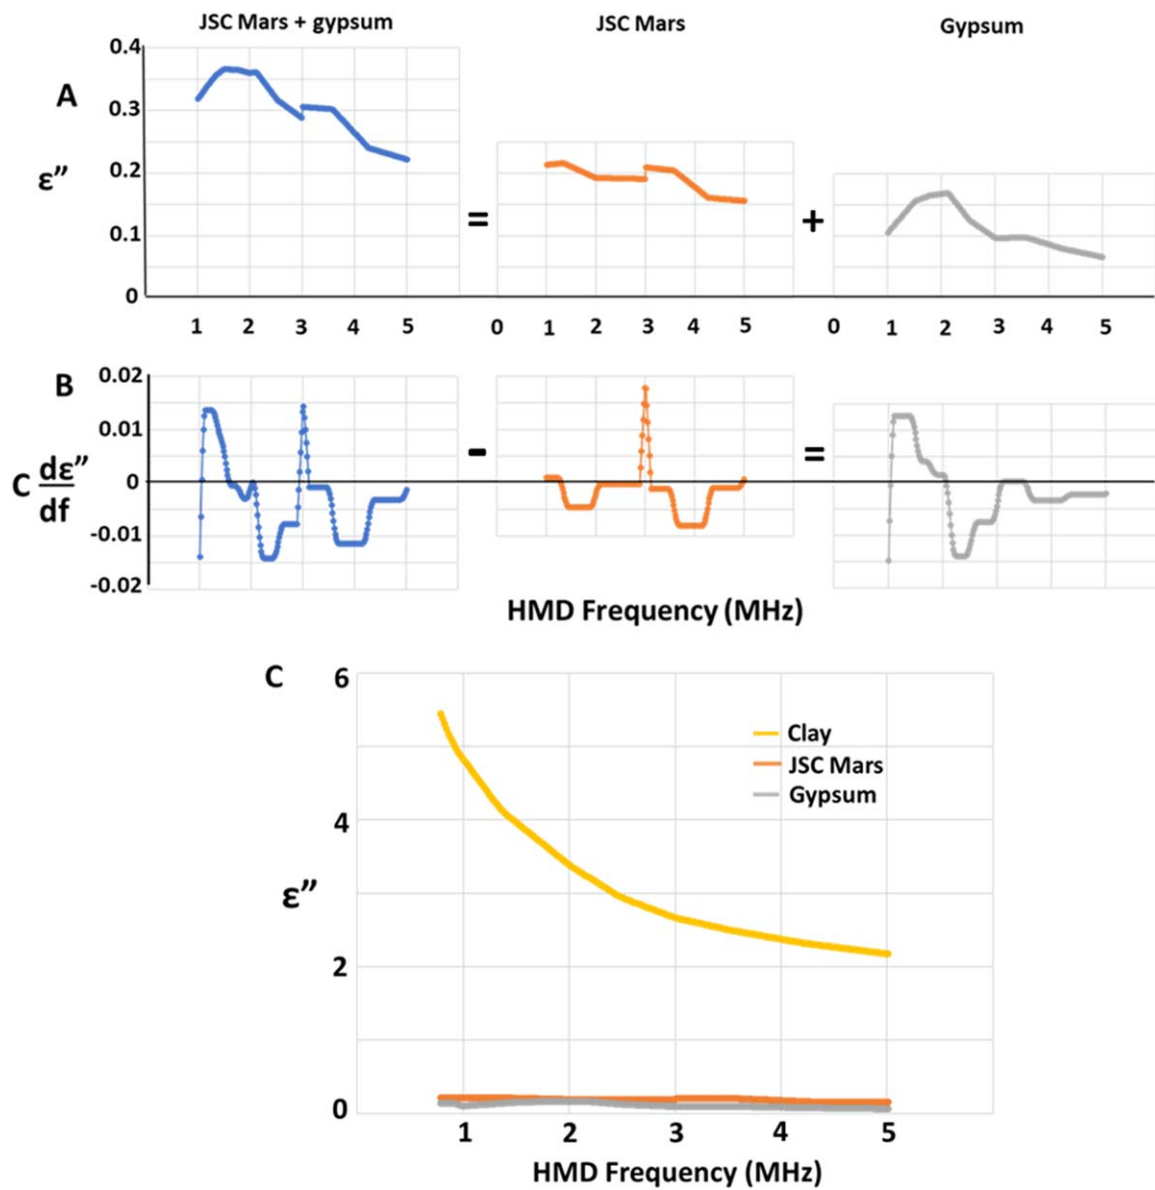 JSC Mars + gypsum JSC Mars Gypsum
A
ε”
0.4
0.3
0.2
0.1
0
= +
1 2 3 4 5 0 1 2 3 4 5 0 1 2 3 4 5
B
C dε”
df
0.02
0.01
0
-0.01
-0.02
- =
HMD Frequency (MHz)
C
ε”
6
4
2
0
Clay
JSC Mars
Gypsum
1 2 3 4 5
HMD Frequency (MHz)